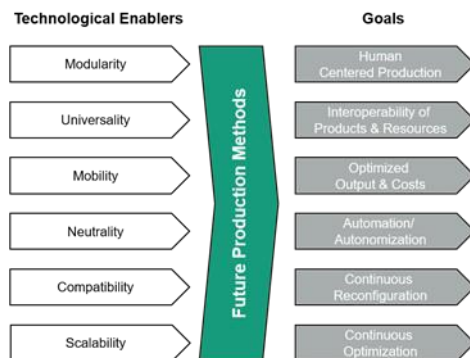 Technological Enablers
Modularity
Universality
Mobility
Neutrality
Compatibility
Scalability
Future Production Methods
Goals
Human
Centered Production
Interoperability of
Products & Resources
Optimized
Output & Costs
Automation/
Autonomization
Continuous
Reconfiguration
Continuous
Optimization